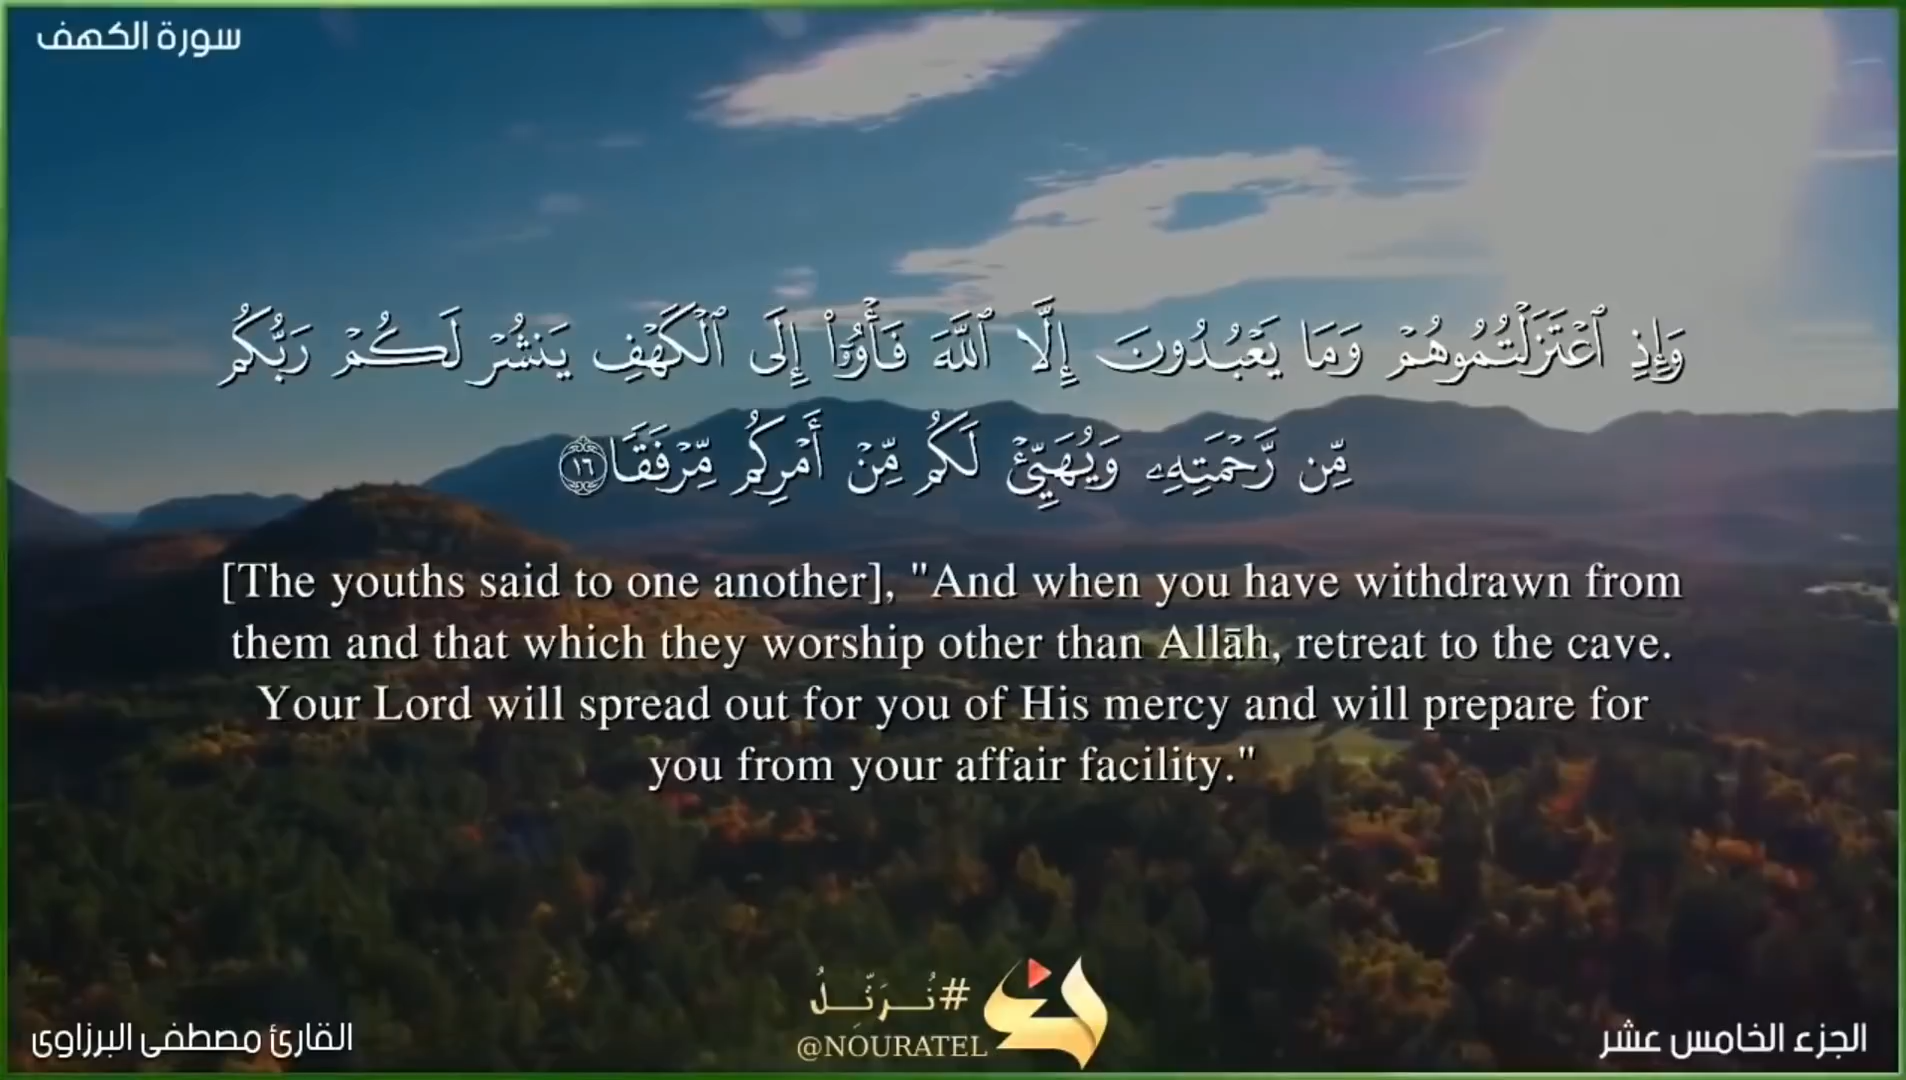 سورة الكهف
وَإِذِ ٱعْتَزَلْتُمُوهُمْ وَمَا يَعْبُدُونَ إِلَّا ٱللَّهَ فَأْوُۥٓا۟ إِلَى ٱلْكَهْفِ يَنشُرْ لَكُمْ رَبُّكُم
مِّن رَّحْمَتِهِۦ وَيُهَيِّئْ لَكُم مِّنْ أَمْرِكُم مِّرْفَقًا ١٦
[The youths said to one another], "And when you have withdrawn from
them and that which they worship other than Allāh, retreat to the cave.
Your Lord will spread out for you of His mercy and will prepare for
you from your affair facility."
#نُـرَتِّـلُ
@NOURATEL
الجزء الخامس عشر
القارئ مصطفى البرزاوى